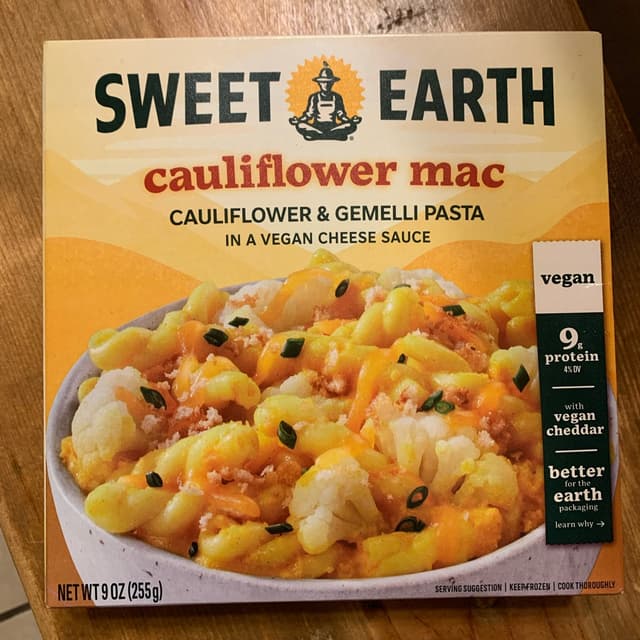 SWEET EARTH
cauliflower mac
CAULIFLOWER & GEMELLI PASTA
IN A VEGAN CHEESE SAUCE
vegan
9g
protein
4% DV
with
vegan
cheddar
better
for the
earth
packaging
learn why →
NET WT 9 OZ (255g)
SERVING SUGGESTION | KEEP FROZEN | COOK THOROUGHLY